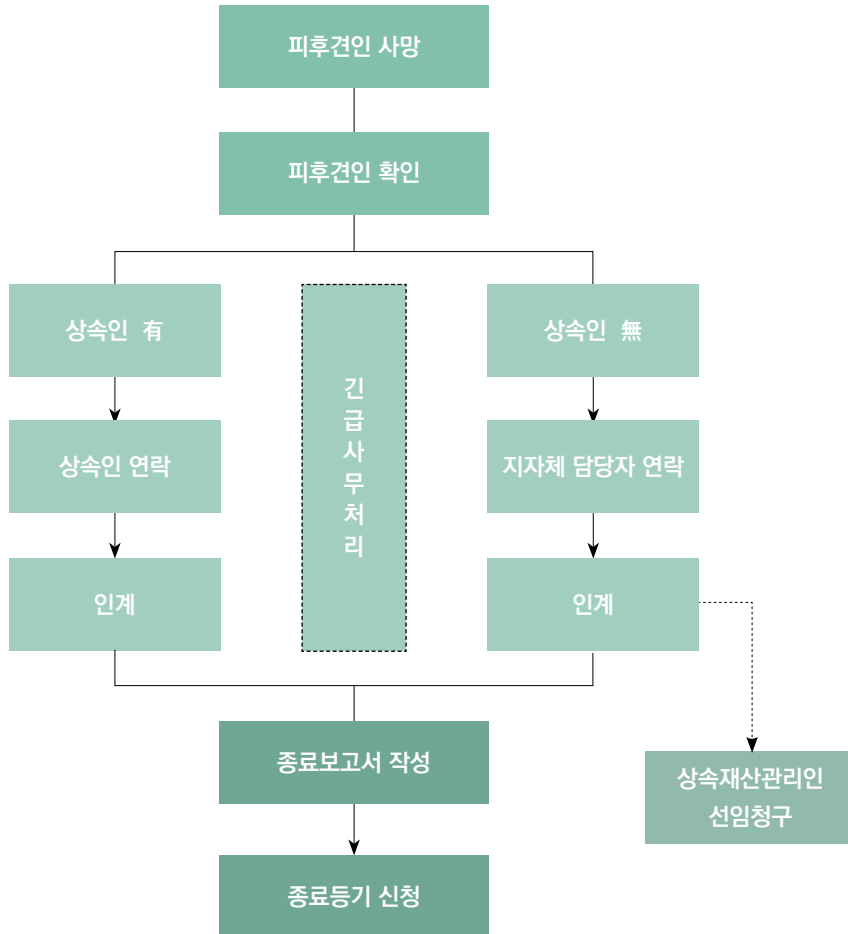 피후견인 사망
피후견인 확인
상속인 有
긴급사무처리
상속인 無
상속인 연락
지자체 담당자 연락
인계
인계
종료보고서 작성
상속재산관리인
선임청구
종료등기 신청